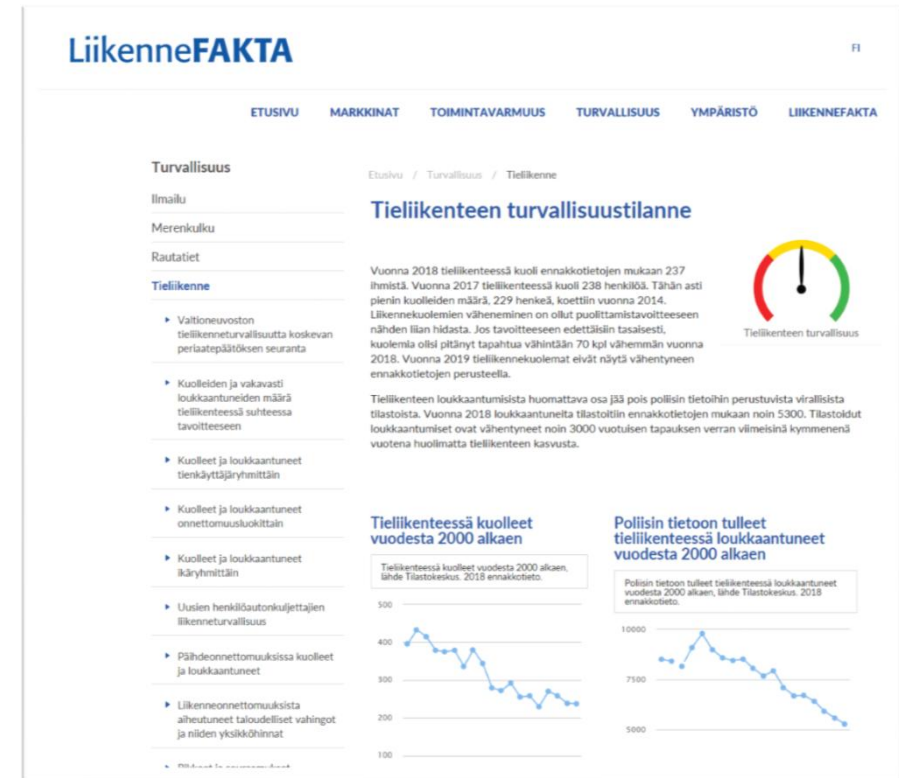 LiikenneFAKTA
FI
ETUSIVU MARKKINAT TOIMINTAVARMUUS TURVALLISUUS YMPÄRISTÖ LIIKENNEFAKTA
Turvallisuus
Ilmailu
Merenkulku
Rautatiet
Tieliikenne
Valtioneuvoston
tieliikenneturvallisuutta koskevan
periaatepäätöksen seuranta
Kuolleiden ja vakavasti
loukkaantuneiden määrä
tieliikenteessä suhteessa
tavoitteeseen
Kuolleet ja loukkaantuneet
tienkäyttäjäryhmittäin
Kuolleet ja loukkaantuneet
onnettomuusluokittain
Kuolleet ja loukkaantuneet
ikäryhmittäin
Uusien henkilöautonkuljettajien
liikenneturvallisuus
Päihdeonnettomuuksissa kuolleet
ja loukkaantuneet
Liikenneonnettomuuksista
aiheutuneet taloudelliset vahingot
ja niiden yksikköhinnat
Etusivu / Turvallisuus / Tieliikenne
Tieliikenteen turvallisuustilanne
Vuonna 2018 tieliikenteessä kuoli ennakkotietojen mukaan 237
ihmistä. Vuonna 2017 tieliikenteessä kuoli 238 henkilöä. Tähän asti
pienin kuolleiden määrä, 229 henkeä, koettiin vuonna 2014.
Liikennekuolemien väheneminen on ollut puolittamistavoitteeseen
nähden liian hidasta. Jos tavoitteeseen edettäisiin tasaisesti,
kuolemia olisi pitänyt tapahtua vähintään 70 kpl vähemmän vuonna
2018. Vuonna 2019 tieliikennekuolemat eivät näytä vähentyneen
ennakkotietojen perusteella.
Tieliikenteen turvallisuus
Tieliikenteen loukkaantumisista huomattava osa jää pois poliisin tietoihin perustuvista virallisista
tilastoista. Vuonna 2018 loukkaantuneita tilastoitiin ennakkotietojen mukaan noin 5300. Tilastoidut
loukkaantumiset ovat vähentyneet noin 3000 vuotuisen tapauksen verran viimeisinä kymmenenä
vuotena huolimatta tieliikenteen kasvusta.
Tieliikenteessä kuolleet
vuodesta 2000 alkaen
Tieliikenteessä kuolleet vuodesta 2000 alkaen,
lähde Tilastokeskus. 2018 ennakkotieto.
500
400
300
200
100
Poliisin tietoon tulleet
tieliikenteessä loukkaantuneet
vuodesta 2000 alkaen
Poliisin tietoon tulleet tieliikenteessä loukkaantuneet
vuodesta 2000 alkaen, lähde Tilastokeskus. 2018
ennakkotieto.
10000
7500
5000